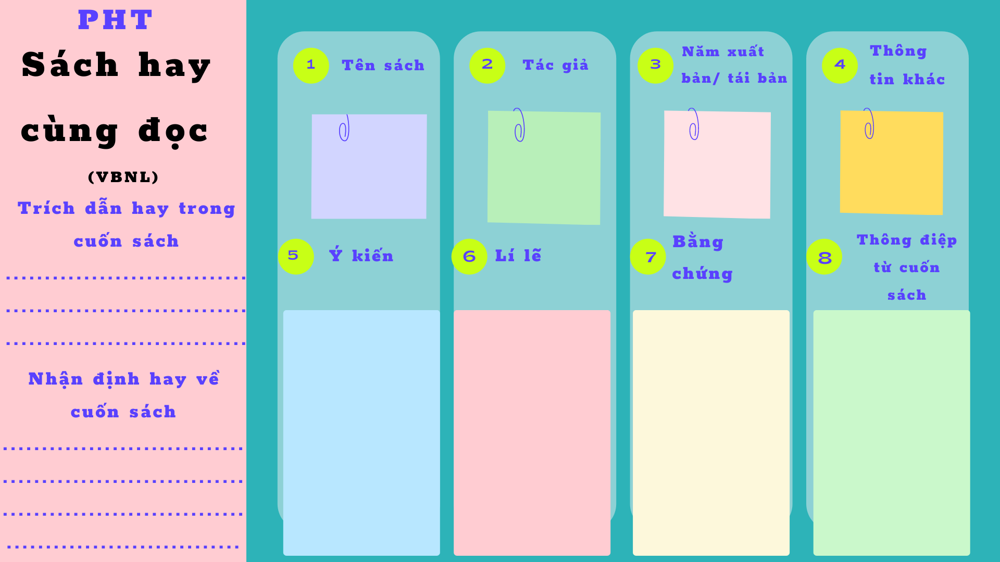 PHT
Sách hay
cùng đọc
(VBNL)
Trích dẫn hay trong
cuốn sách
...............................
...............................
...............................
Nhận định hay về
cuốn sách
...............................
...............................
...............................
..............................
1 Tên sách
2 Tác giả
3 Năm xuất
bản/ tái bản
4 Thông
tin khác
5 Ý kiến
6 Lí lẽ
7 Bằng
chứng
8 Thông điệp
từ cuốn
sách